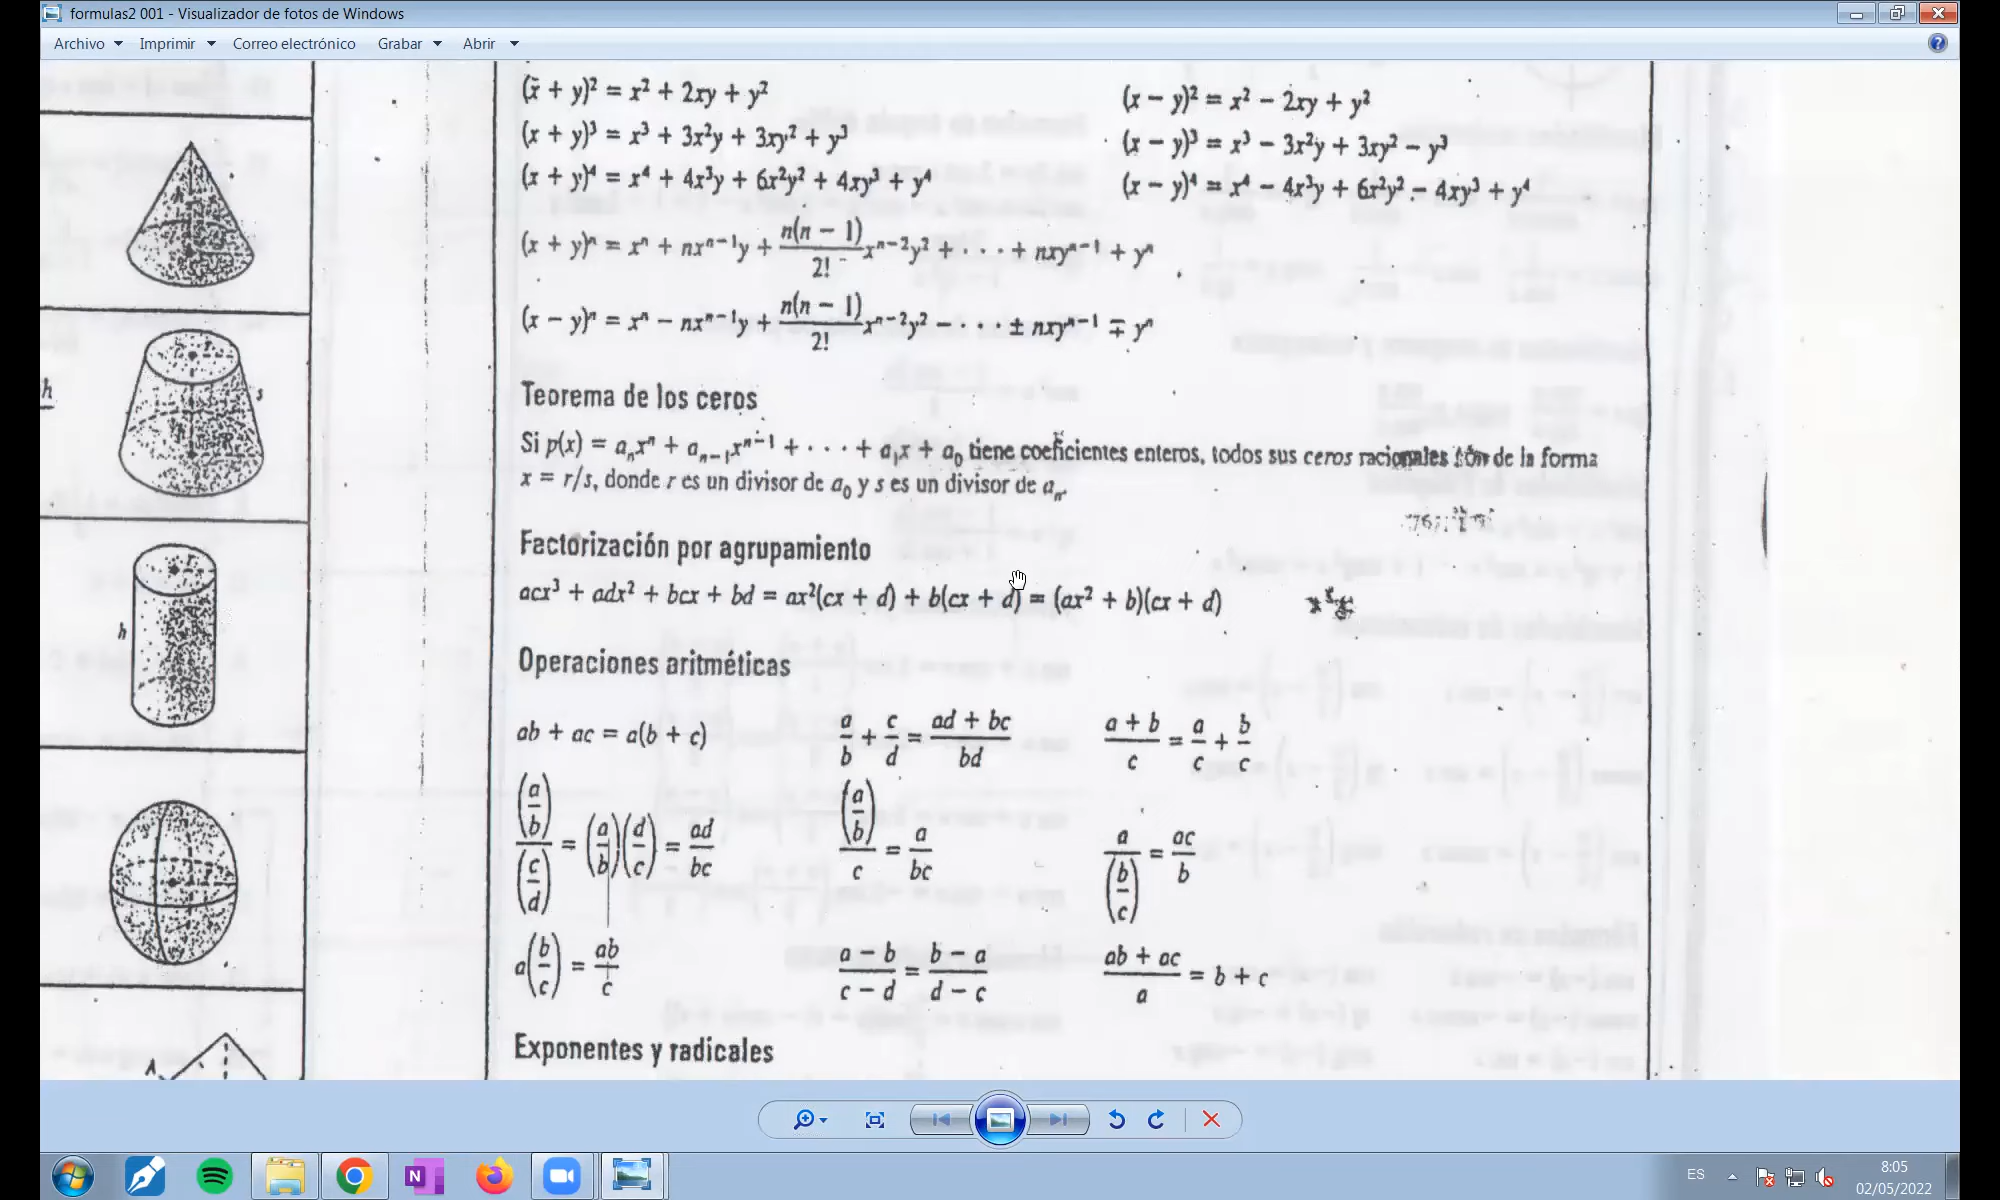 formulas2 001 - Visualizador de fotos de Windows
Archivo Imprimir Correo electrónico Grabar Abrir
(x + y)² = x² + 2xy + y² (x − y)² = x² − 2xy + y²
(x + y)³ = x³ + 3x²y + 3xy² + y³ (x − y)³ = x³ − 3x²y + 3xy² − y³
(x + y)⁴ = x⁴ + 4x³y + 6x²y² + 4xy³ + y⁴ (x − y)⁴ = x⁴ − 4x³y + 6x²y² − 4xy³ + y⁴
(x + y)ⁿ = xⁿ + nxⁿ⁻¹y + n(n − 1)/2! xⁿ⁻²y² + · · · + nxyⁿ⁻¹ + yⁿ
(x − y)ⁿ = xⁿ − nxⁿ⁻¹y + n(n − 1)/2! xⁿ⁻²y² − · · · ± nxyⁿ⁻¹ ∓ yⁿ
h
s
R
Teorema de los ceros
Si p(x) = aₙxⁿ + aₙ₋₁xⁿ⁻¹ + · · · + a₁x + a₀ tiene coeficientes enteros, todos sus ceros racionales son de la forma
x = r/s, donde r es un divisor de a₀ y s es un divisor de aₙ.
Factorización por agrupamiento
acx³ + adx² + bcx + bd = ax²(cx + d) + b(cx + d) = (ax² + b)(cx + d)
h
Operaciones aritméticas
ab + ac = a(b + c) a/b + c/d = (ad + bc)/bd (a + b)/c = a/c + b/c
(a/b)/(c/d) = (a/b)(d/c) = ad/bc (a/b)/c = a/bc a/(b/c) = ac/b
a(b/c) = ab/c (a − b)/(c − d) = (b − a)/(d − c) (ab + ac)/a = b + c
Exponentes y radicales
ES
8:05
02/05/2022